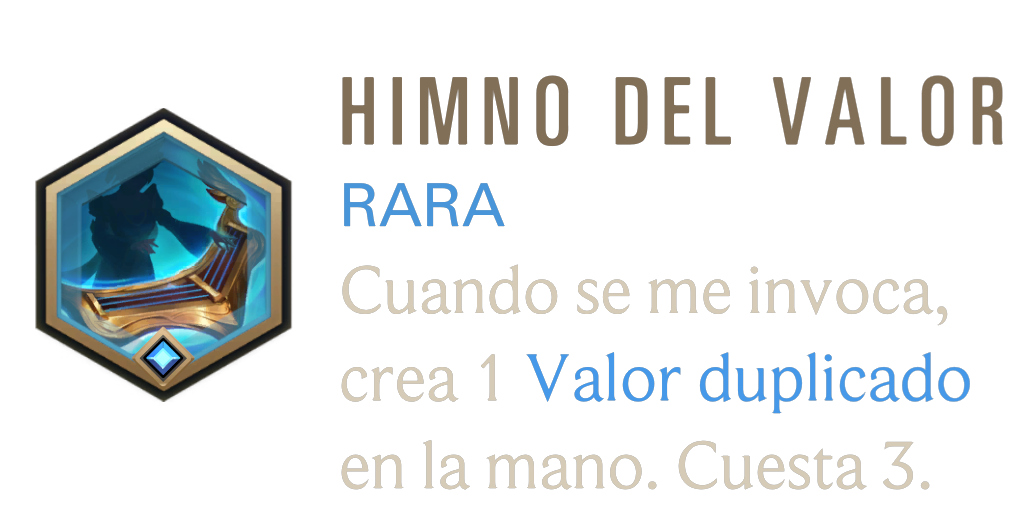 HIMNO DEL VALOR
RARA
Cuando se me invoca,
crea 1 Valor duplicado
en la mano. Cuesta 3.